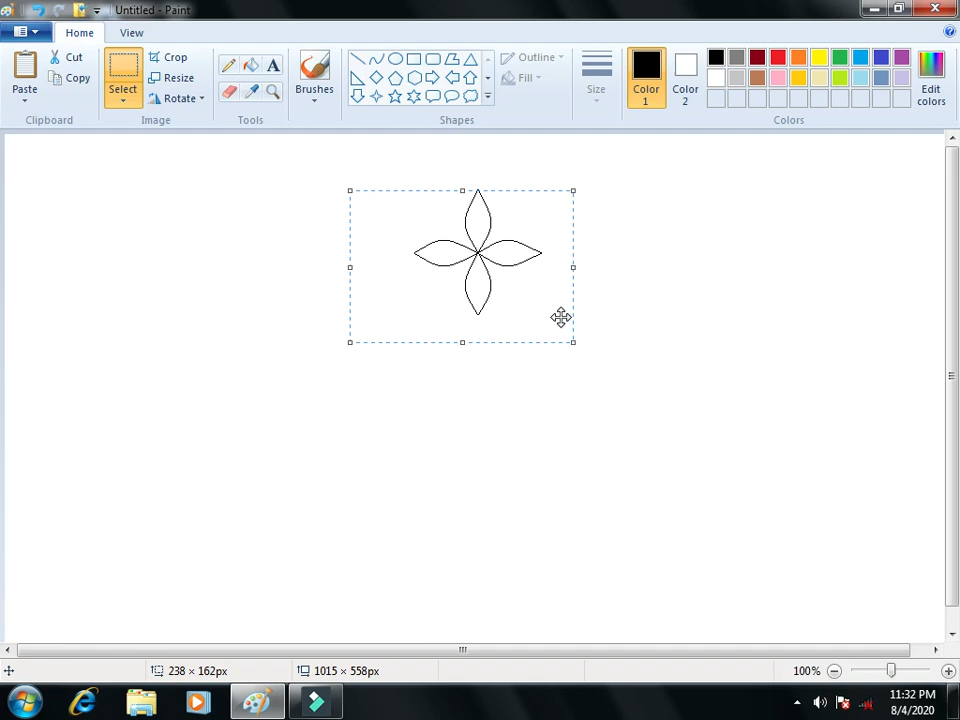 Untitled - Paint
Home
View
Paste
Cut
Copy
Clipboard
Select
Crop
Resize
Rotate
Image
A
Tools
Brushes
Shapes
Outline
Fill
Size
Color 1
Color 2
Edit colors
Colors
238 × 162px
1015 × 558px
100%
11:32 PM
8/4/2020